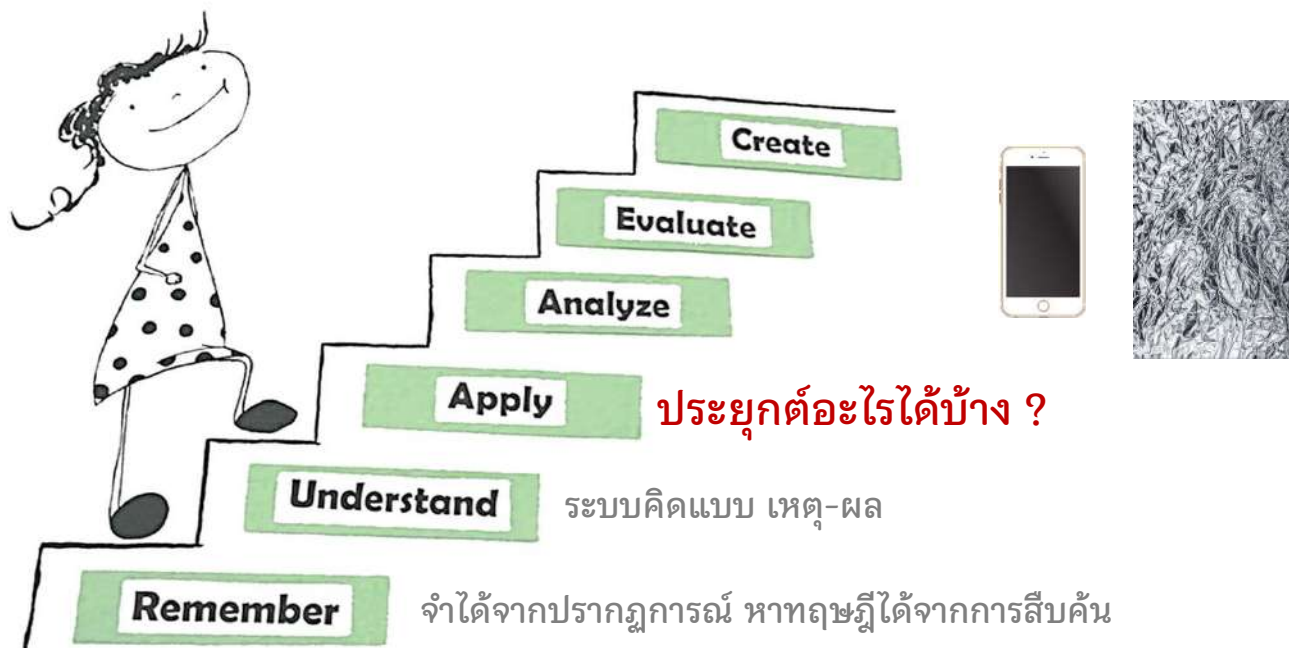 Create
Evaluate
Analyze
Apply ประยุกต์อะไรได้บ้าง ?
Understand ระบบคิดแบบ เหตุ-ผล
Remember จำได้จากปรากฏการณ์ หาทฤษฎีได้จากการสืบค้น